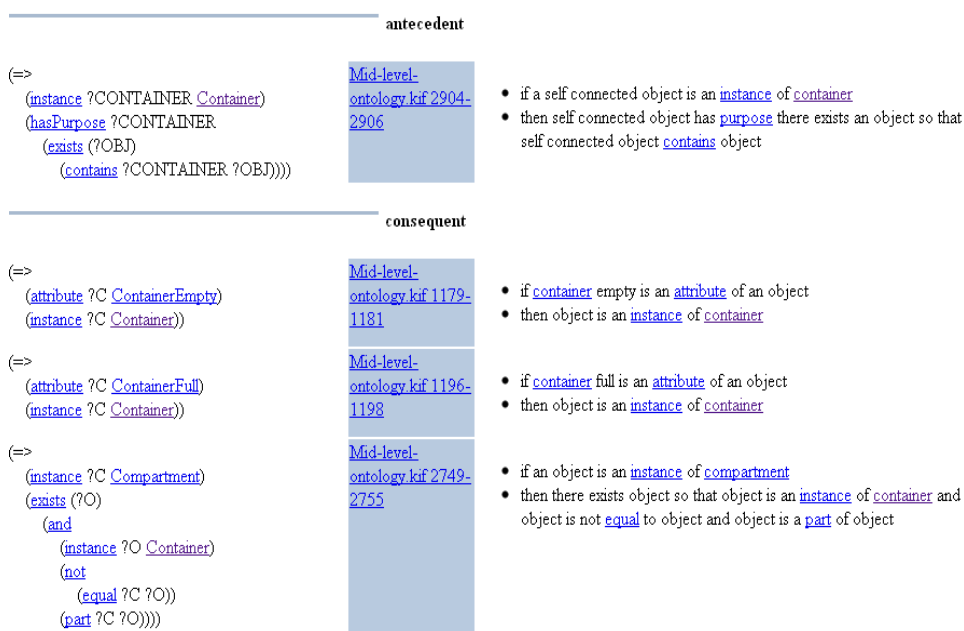 antecedent
(=>
(instance ?CONTAINER Container)
(hasPurpose ?CONTAINER
(exists (?OBJ)
(contains ?CONTAINER ?OBJ))))
Mid-level-
ontology.kif 2904-
2906
• if a self connected object is an instance of container
• then self connected object has purpose there exists an object so that
self connected object contains object
consequent
(=>
(attribute ?C ContainerEmpty)
(instance ?C Container))
Mid-level-
ontology.kif 1179-
1181
• if container empty is an attribute of an object
• then object is an instance of container
(=>
(attribute ?C ContainerFull)
(instance ?C Container))
Mid-level-
ontology.kif 1196-
1198
• if container full is an attribute of an object
• then object is an instance of container
(=>
(instance ?C Compartment)
(exists (?O)
(and
(instance ?O Container)
(not
(equal ?C ?O))
(part ?C ?O))))
Mid-level-
ontology.kif 2749-
2755
• if an object is an instance of compartment
• then there exists object so that object is an instance of container and
object is not equal to object and object is a part of object